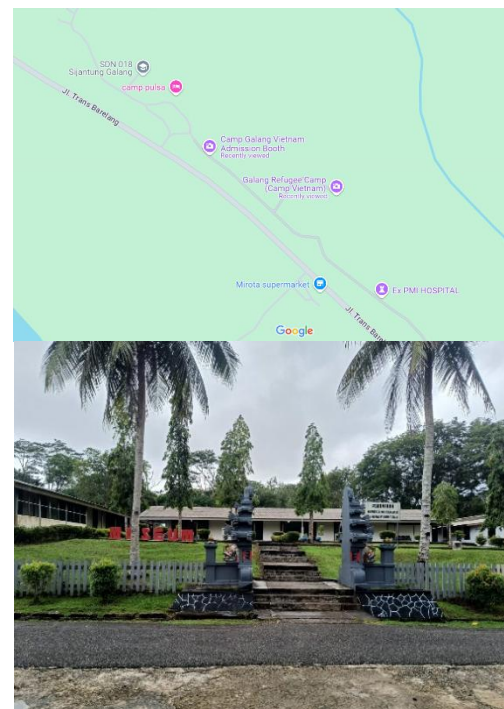 SDN 018
Sijantung Galang
camp pulsa
Jl. Trans Barelang
Camp Galang Vietnam
Admission Booth
Recently viewed
Galang Refugee Camp
(Camp Vietnam)
Recently viewed
Mirota supermarket
Ex PMI HOSPITAL
Jl. Trans Barel
Google
MUSEUM